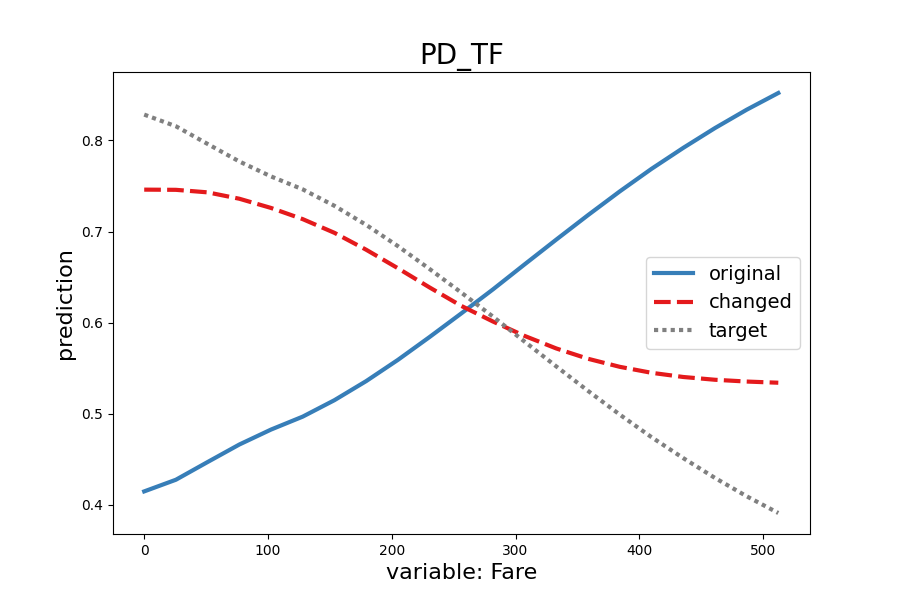 PD_TF
prediction
0.8
0.7
0.6
0.5
0.4
original
changed
target
0 100 200 300 400 500
variable: Fare